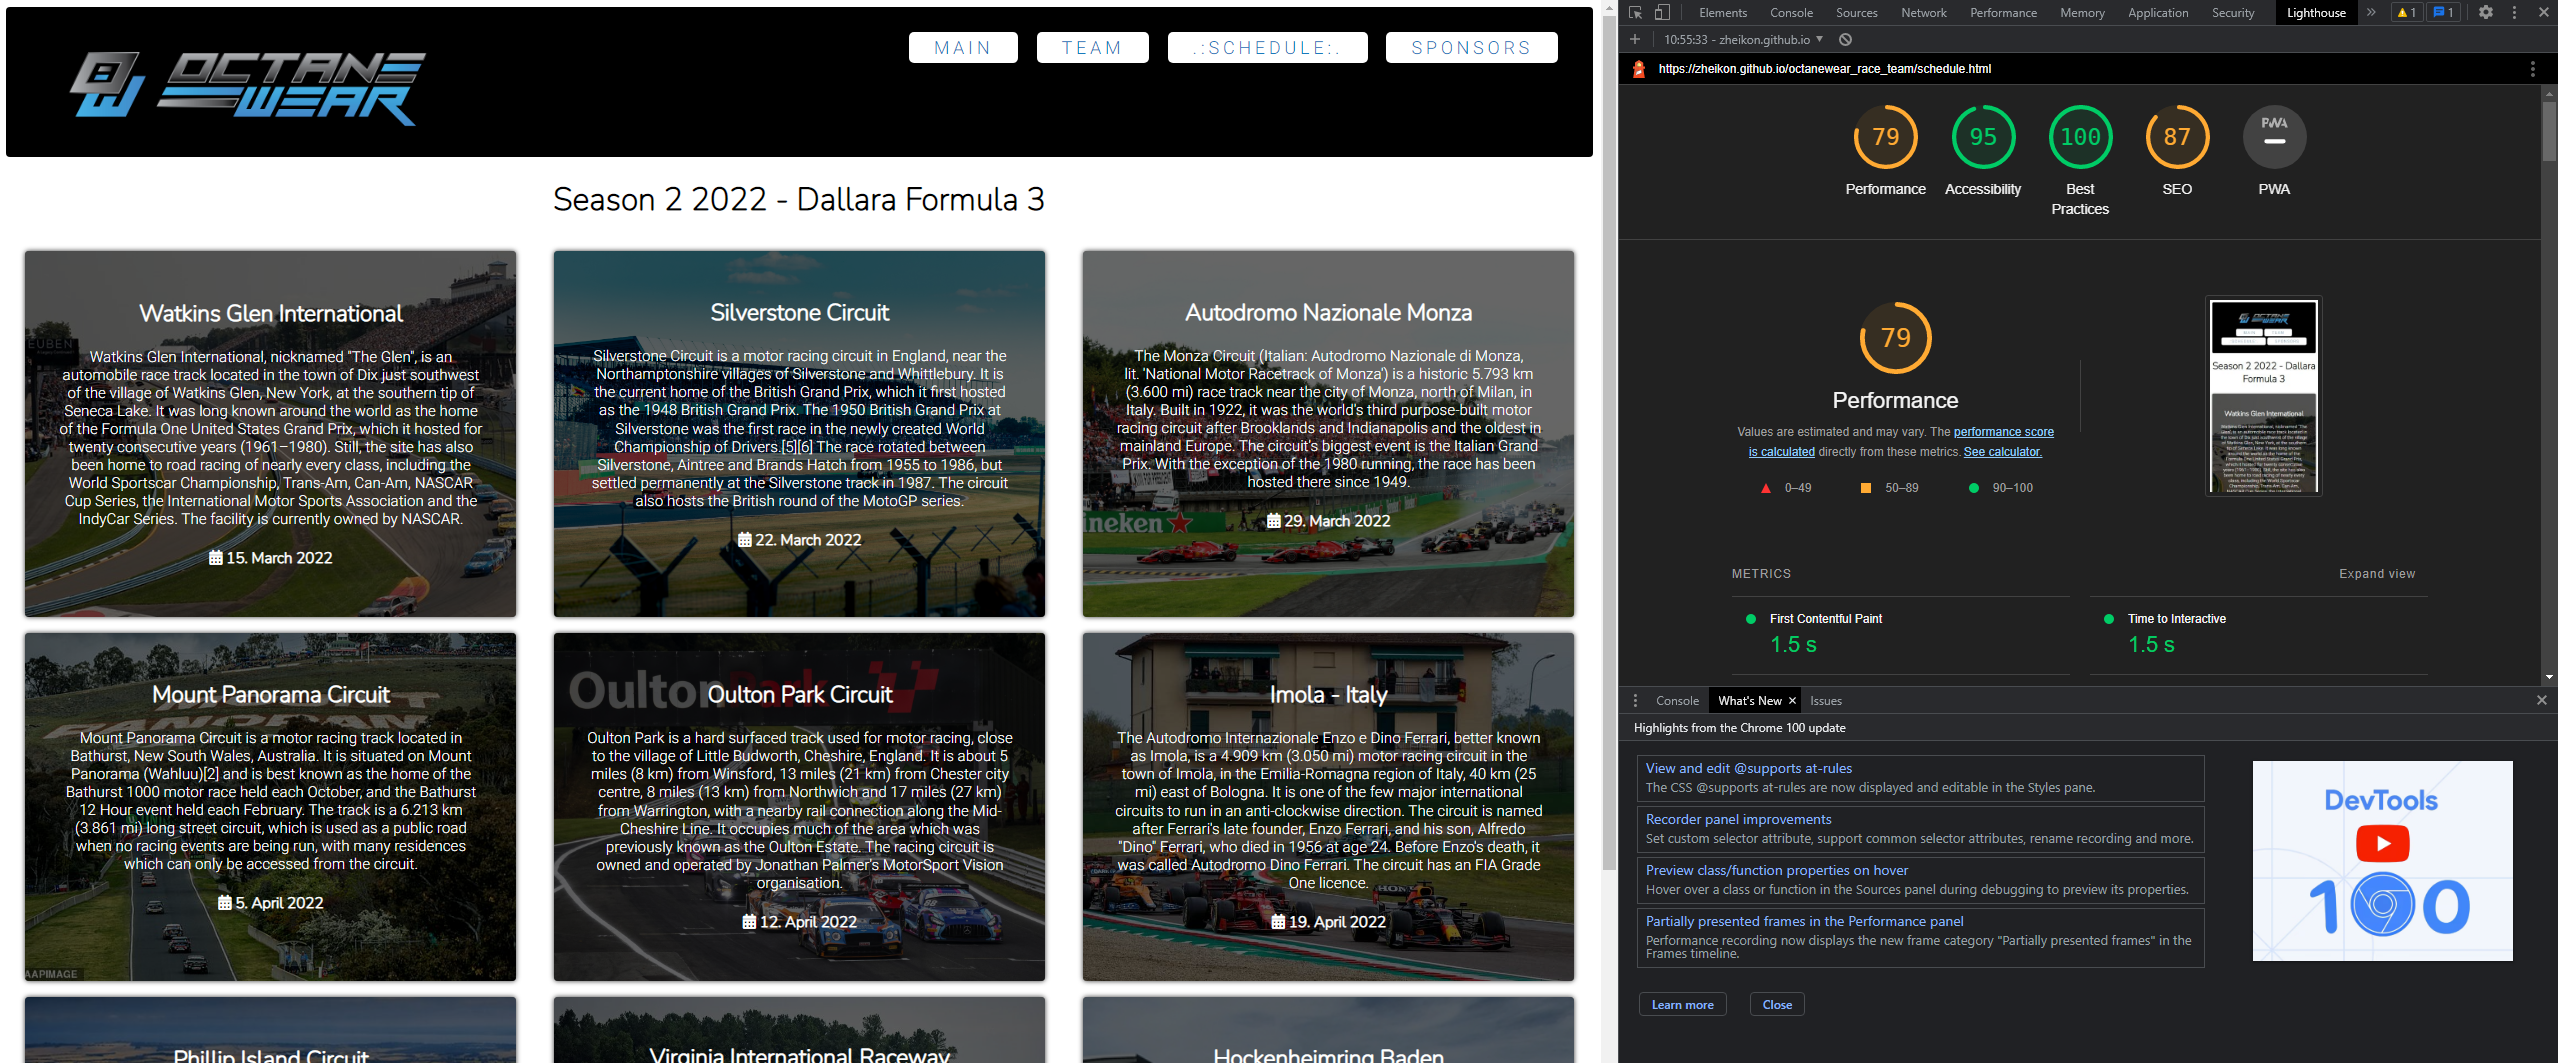 OCTANE
WEAR
MAIN
TEAM
.:SCHEDULE:.
SPONSORS
Season 2 2022 - Dallara Formula 3
Watkins Glen International
Watkins Glen International, nicknamed "The Glen", is an
automobile race track located in the town of Dix just southwest
of the village of Watkins Glen, New York, at the southern tip of
Seneca Lake. It was long known around the world as the home
of the Formula One United States Grand Prix, which it hosted for
twenty consecutive years (1961–1980). Still, the site has also
been home to road racing of nearly every class, including the
World Sportscar Championship, Trans-Am, Can-Am, NASCAR
Cup Series, the International Motor Sports Association and the
IndyCar Series. The facility is currently owned by NASCAR.
15. March 2022
Silverstone Circuit
Silverstone Circuit is a motor racing circuit in England, near the
Northamptonshire villages of Silverstone and Whittlebury. It is
the current home of the British Grand Prix, which it first hosted
as the 1948 British Grand Prix. The 1950 British Grand Prix at
Silverstone was the first race in the newly created World
Championship of Drivers.[5][6] The race rotated between
Silverstone, Aintree and Brands Hatch from 1955 to 1986, but
settled permanently at the Silverstone track in 1987. The circuit
also hosts the British round of the MotoGP series.
22. March 2022
Autodromo Nazionale Monza
The Monza Circuit (Italian: Autodromo Nazionale di Monza,
lit. 'National Motor Racetrack of Monza') is a historic 5.793 km
(3.600 mi) race track near the city of Monza, north of Milan, in
Italy. Built in 1922, it was the world's third purpose-built motor
racing circuit after Brooklands and Indianapolis and the oldest in
mainland Europe. The circuit's biggest event is the Italian Grand
Prix. With the exception of the 1980 running, the race has been
hosted there since 1949.
29. March 2022
Mount Panorama Circuit
Mount Panorama Circuit is a motor racing track located in
Bathurst, New South Wales, Australia. It is situated on Mount
Panorama (Wahluu)[2] and is best known as the home of the
Bathurst 1000 motor race held each October, and the Bathurst
12 Hour event held each February. The track is a 6.213 km
(3.861 mi) long street circuit, which is used as a public road
when no racing events are being run, with many residences
which can only be accessed from the circuit.
5. April 2022
AAPIMAGE
Oulton Park
Oulton Park Circuit
Oulton Park is a hard surfaced track used for motor racing, close
to the village of Little Budworth, Cheshire, England. It is about 5
miles (8 km) from Winsford, 13 miles (21 km) from Chester city
centre, 8 miles (13 km) from Northwich and 17 miles (27 km)
from Warrington, with a nearby rail connection along the Mid-
Cheshire Line. It occupies much of the area which was
previously known as the Oulton Estate. The racing circuit is
owned and operated by Jonathan Palmer's MotorSport Vision
organisation.
12. April 2022
Imola - Italy
The Autodromo Internazionale Enzo e Dino Ferrari, better known
as Imola, is a 4.909 km (3.050 mi) motor racing circuit in the
town of Imola, in the Emilia-Romagna region of Italy, 40 km (25
mi) east of Bologna. It is one of the few major international
circuits to run in an anti-clockwise direction. The circuit is named
after Ferrari's late founder, Enzo Ferrari, and his son, Alfredo
"Dino" Ferrari, who died in 1956 at age 24. Before Enzo's death, it
was called Autodromo Dino Ferrari. The circuit has an FIA Grade
One licence.
19. April 2022
Phillip Island Circuit
Virginia International Raceway
Hockenheimring Baden
Elements
Console
Sources
Network
Performance
Memory
Application
Security
Lighthouse
1
1
10:55:33 - zheikon.github.io
https://zheikon.github.io/octanewear_race_team/schedule.html
79
Performance
95
Accessibility
100
Best
Practices
87
SEO
PWA
PWA
79
Performance
Values are estimated and may vary. The performance score
is calculated directly from these metrics. See calculator.
0–49
50–89
90–100
Season 2 2022 - Dallara
Formula 3
Watkins Glen International
METRICS
Expand view
First Contentful Paint
1.5 s
Time to Interactive
1.5 s
Console
What's New
Issues
Highlights from the Chrome 100 update
View and edit @supports at-rules
The CSS @supports at-rules are now displayed and editable in the Styles pane.
Recorder panel improvements
Set custom selector attribute, support common selector attributes, rename recording and more.
Preview class/function properties on hover
Hover over a class or function in the Sources panel during debugging to preview its properties.
Partially presented frames in the Performance panel
Performance recording now displays the new frame category "Partially presented frames" in the
Frames timeline.
DevTools
100
Learn more
Close